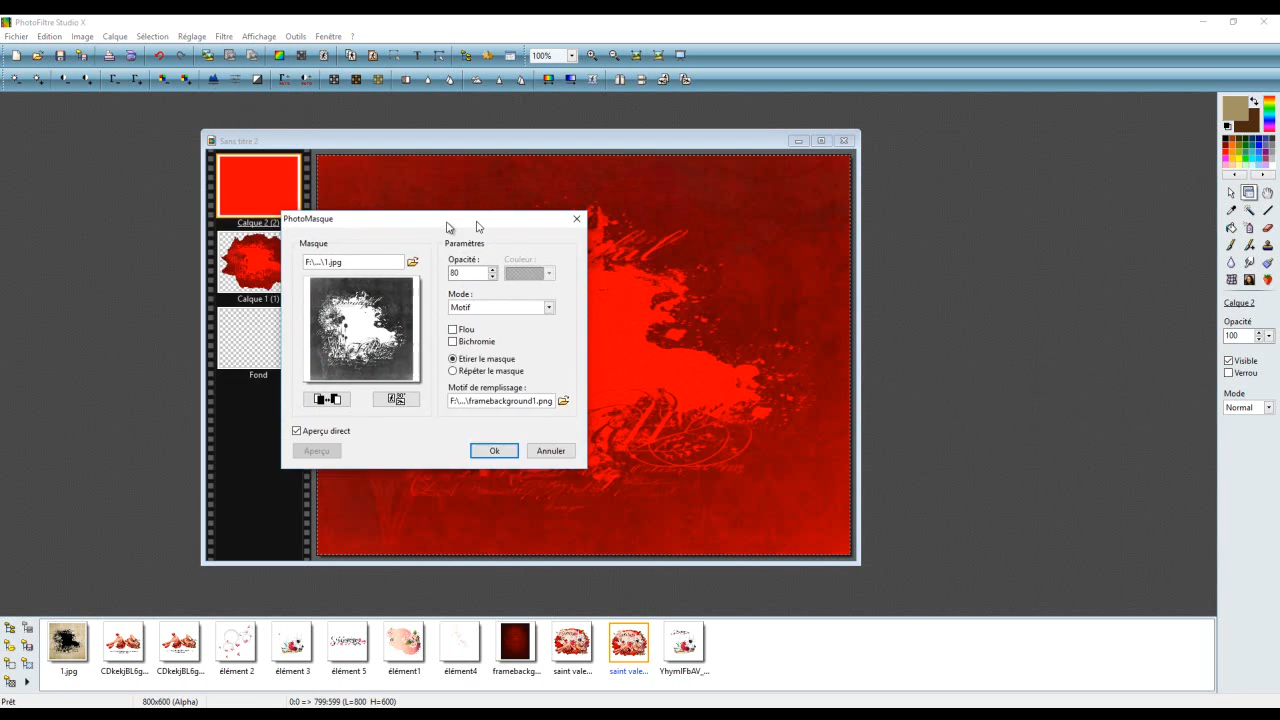 PhotoFiltre Studio X
Fichier Edition Image Calque Sélection Réglage Filtre Affichage Outils Fenêtre ?
100%
Sans titre 2
Calque 2 (2)
Calque 1 (1)
Fond
PhotoMasque
Masque
F:\...\1.jpg
Aperçu direct
Aperçu
Paramètres
Opacité : Couleur :
80
Mode :
Motif
Flou
Bichromie
Etirer le masque
Répéter le masque
Motif de remplissage :
F:\...\framebackground1.png
Ok Annuler
Calque 2
Opacité
100
Visible
Verrou
Mode
Normal
1.jpg CDkekjBL6g... CDkekjBL6g... élément 2 élément 3 élément 5 élément1 élément4 framebackg... saint vale... saint vale... YhymIFbAV_...
Prêt 800x600 (Alpha) 0:0 => 799:599 (L=800 H=600)